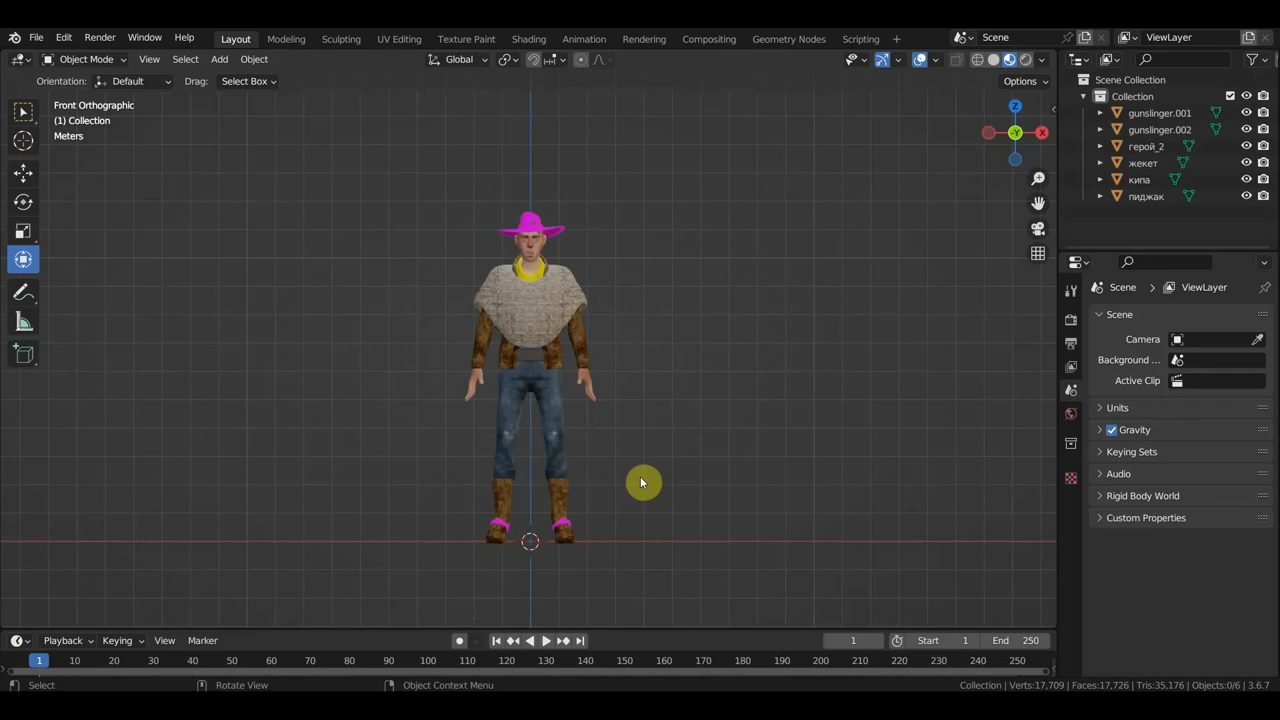 File Edit Render Window Help Layout Modeling Sculpting UV Editing Texture Paint Shading Animation Rendering Compositing Geometry Nodes Scripting + Scene ViewLayer
Object Mode View Select Add Object Global
Orientation: Default Drag: Select Box Options
Front Orthographic
(1) Collection
Meters
Z
-Y
X
Scene Collection
Collection
gunslinger.001
gunslinger.002
герой_2
жекет
кипа
пиджак
Scene > ViewLayer
Scene
Camera
Background ...
Active Clip
Units
Gravity
Keying Sets
Audio
Rigid Body World
Custom Properties
Playback Keying View Marker 1 Start 1 End 250
1 10 20 30 40 50 60 70 80 90 100 110 120 130 140 150 160 170 180 190 200 210 220 230 240 250
Select Rotate View Object Context Menu Collection | Verts:17,709 | Faces:17,726 | Tris:35,176 | Objects:0/6 | 3.6.7